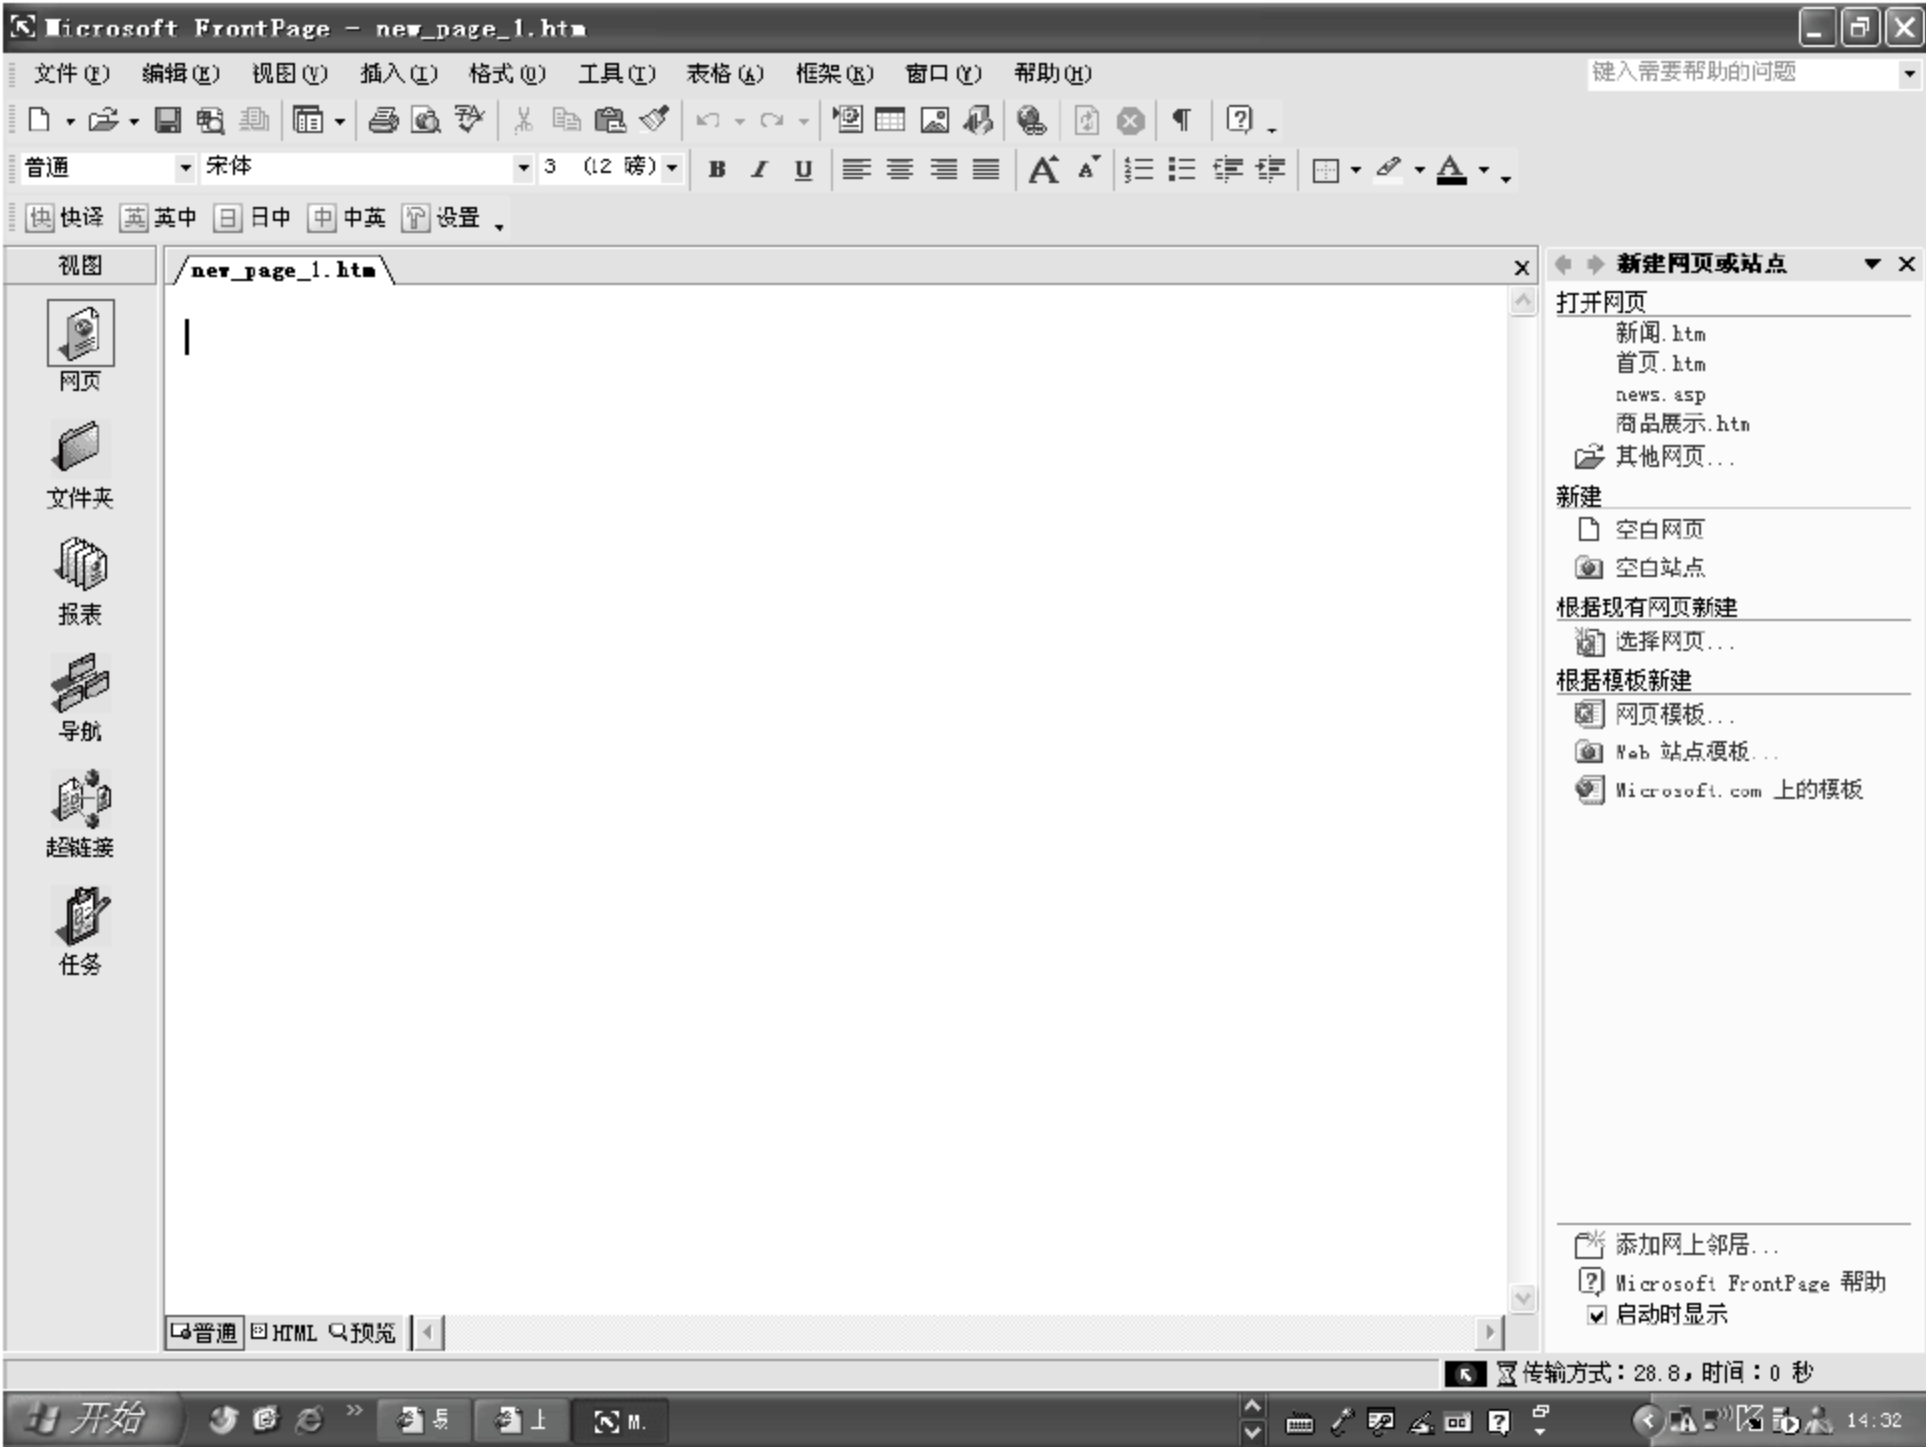 Microsoft FrontPage - new_page_1.htm
文件(F) 编辑(E) 视图(V) 插入(I) 格式(O) 工具(T) 表格(A) 框架(R) 窗口(W) 帮助(H) 键入需要帮助的问题
普通 宋体 3 (12 磅) B I U A A A
快 快译 英 英中 日 日中 中 中英 设置
视图
new_page_1.htm
网页
文件夹
报表
导航
超链接
任务
新建网页或站点
打开网页
新闻.htm
首页.htm
news.asp
商品展示.htm
其他网页...
新建
空白网页
空白站点
根据现有网页新建
选择网页...
根据模板新建
网页模板...
Web 站点模板...
Microsoft.com 上的模板
添加网上邻居...
Microsoft FrontPage 帮助
启动时显示
普通 HTML 预览
传输方式：28.8，时间：0 秒
开始 易 上 M. 14:32